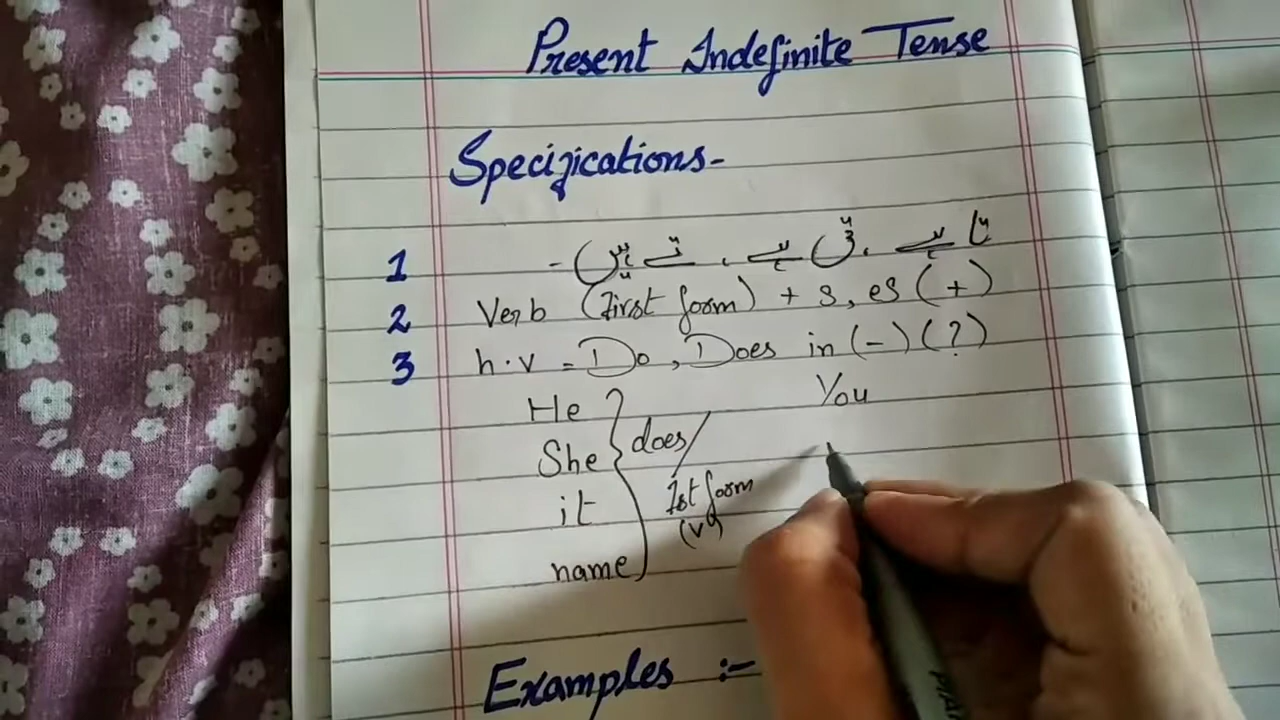 Present Indefinite Tense
Specifications-
1 تا ہے ، تی ہے ، تے ہیں -
2 Verb (First form) + s, es (+)
3 h.v = Do, Does in (-) (?)
He You
She does/
it Ist form
(v)
name
Examples :-